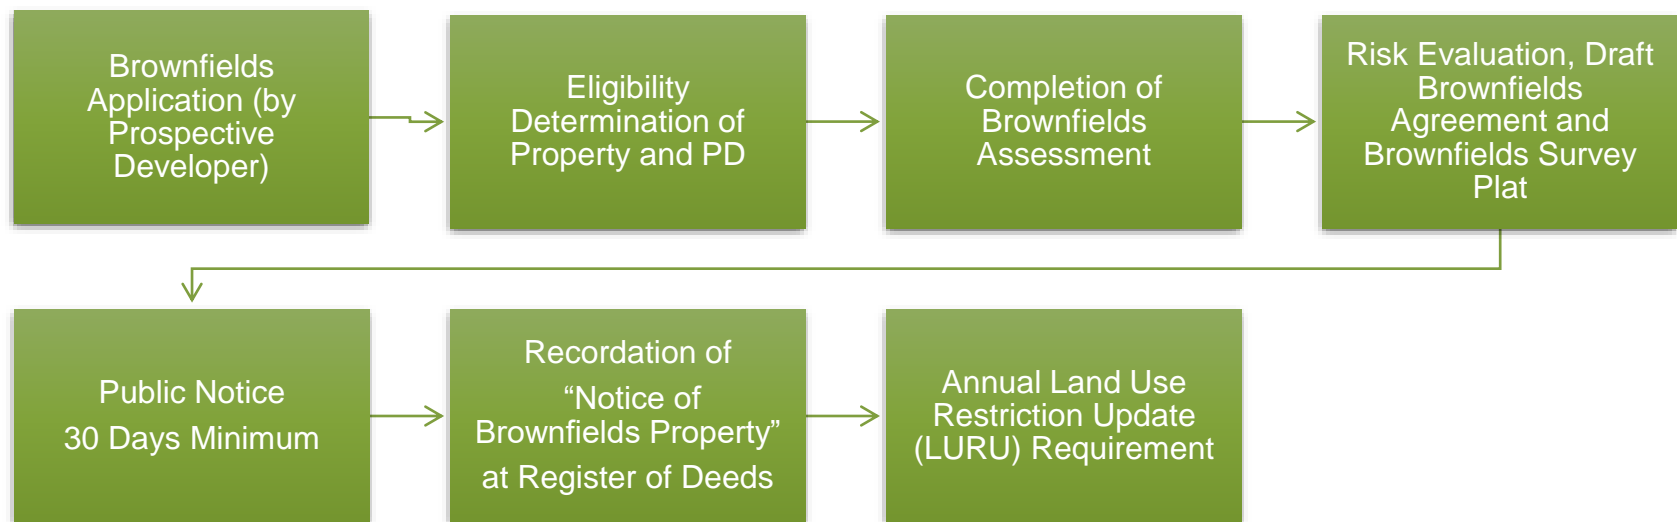 Brownfields
Application (by
Prospective
Developer)
Eligibility
Determination of
Property and PD
Completion of
Brownfields
Assessment
Risk Evaluation, Draft
Brownfields
Agreement and
Brownfields Survey
Plat
Public Notice
30 Days Minimum
Recordation of
“Notice of
Brownfields Property”
at Register of Deeds
Annual Land Use
Restriction Update
(LURU) Requirement